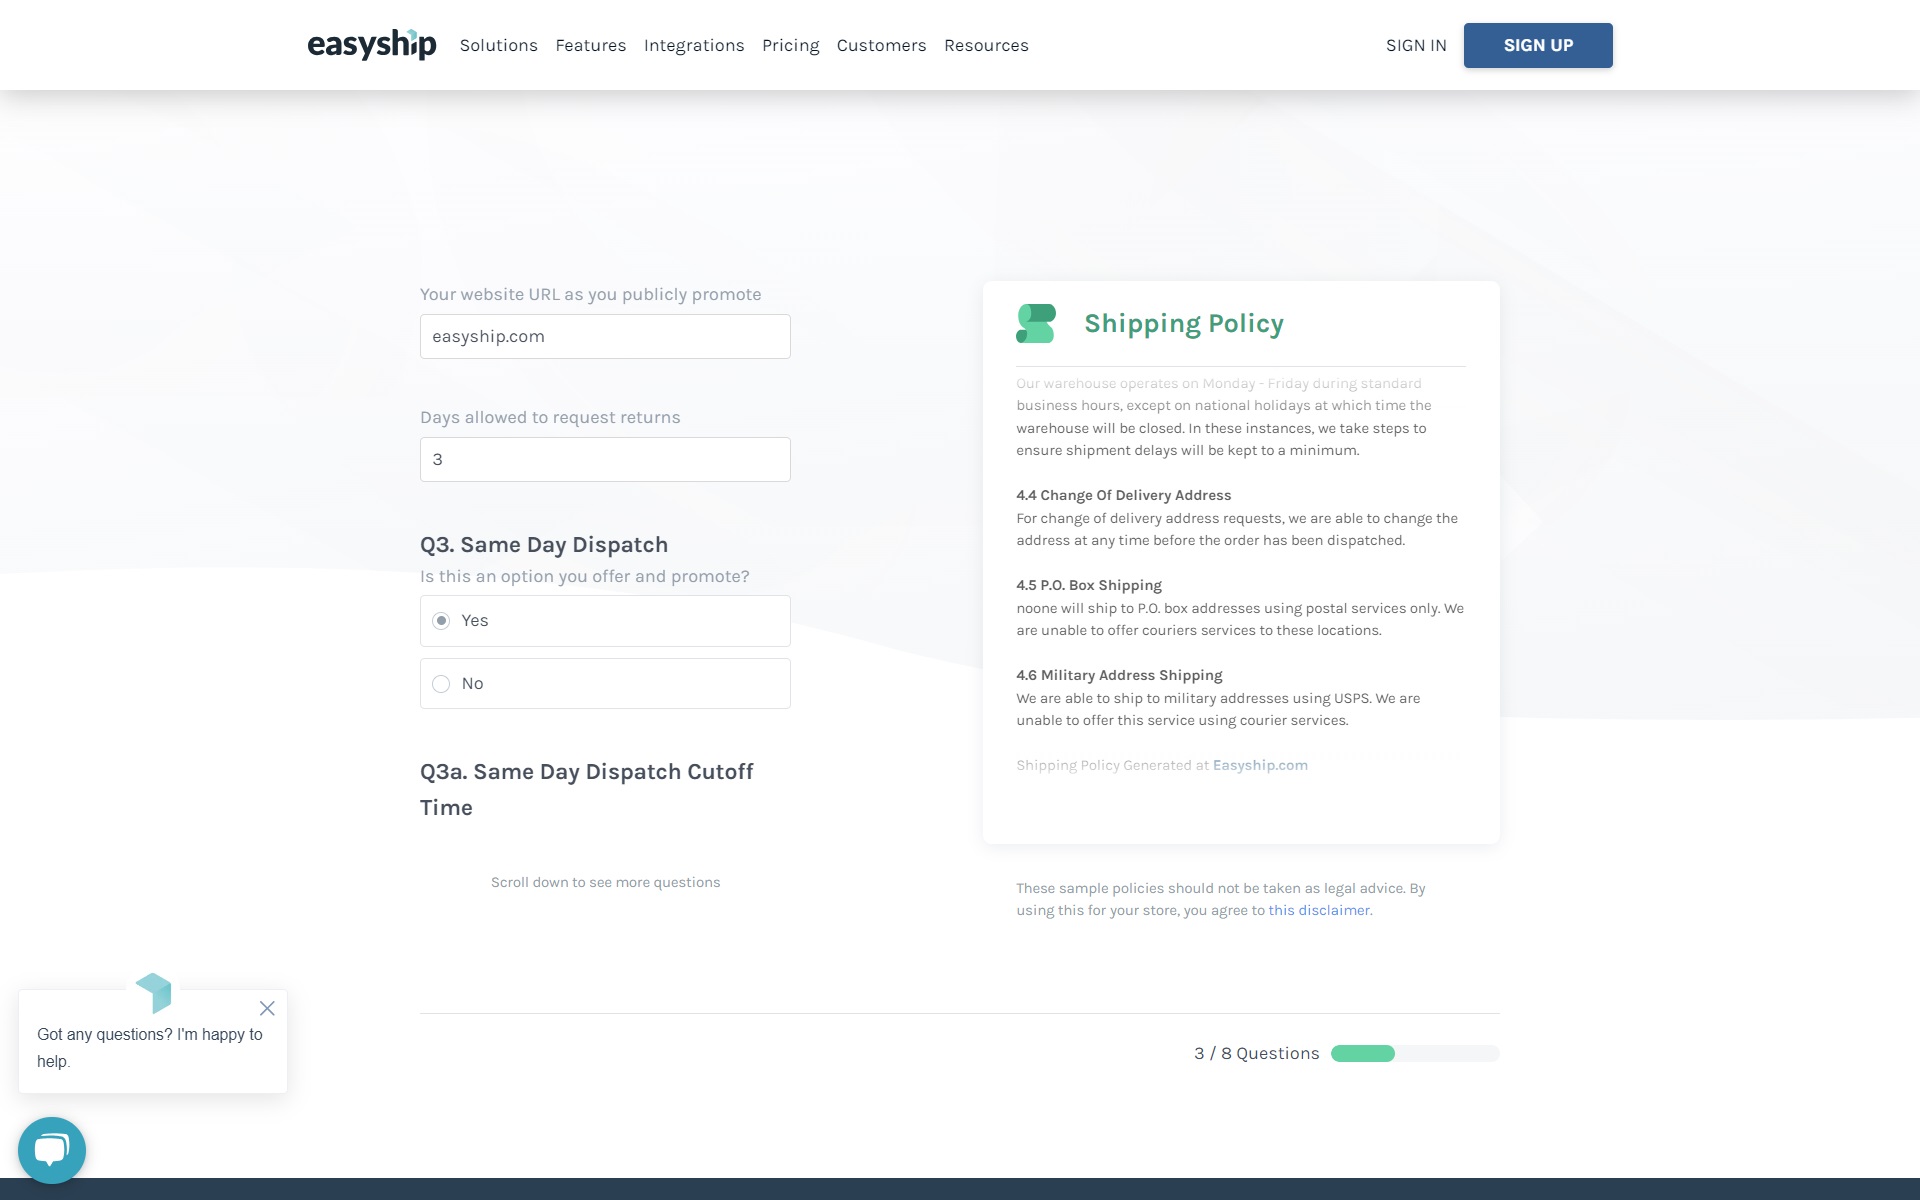 easyship
Solutions Features Integrations Pricing Customers Resources
SIGN IN
SIGN UP
Your website URL as you publicly promote
easyship.com
Days allowed to request returns
3
Q3. Same Day Dispatch
Is this an option you offer and promote?
Yes
No
Q3a. Same Day Dispatch Cutoff
Time
Scroll down to see more questions
Shipping Policy
Our warehouse operates on Monday - Friday during standard
business hours, except on national holidays at which time the
warehouse will be closed. In these instances, we take steps to
ensure shipment delays will be kept to a minimum.
4.4 Change Of Delivery Address
For change of delivery address requests, we are able to change the
address at any time before the order has been dispatched.
4.5 P.O. Box Shipping
noone will ship to P.O. box addresses using postal services only. We
are unable to offer couriers services to these locations.
4.6 Military Address Shipping
We are able to ship to military addresses using USPS. We are
unable to offer this service using courier services.
Shipping Policy Generated at Easyship.com
These sample policies should not be taken as legal advice. By
using this for your store, you agree to this disclaimer.
3 / 8 Questions
Got any questions? I'm happy to
help.